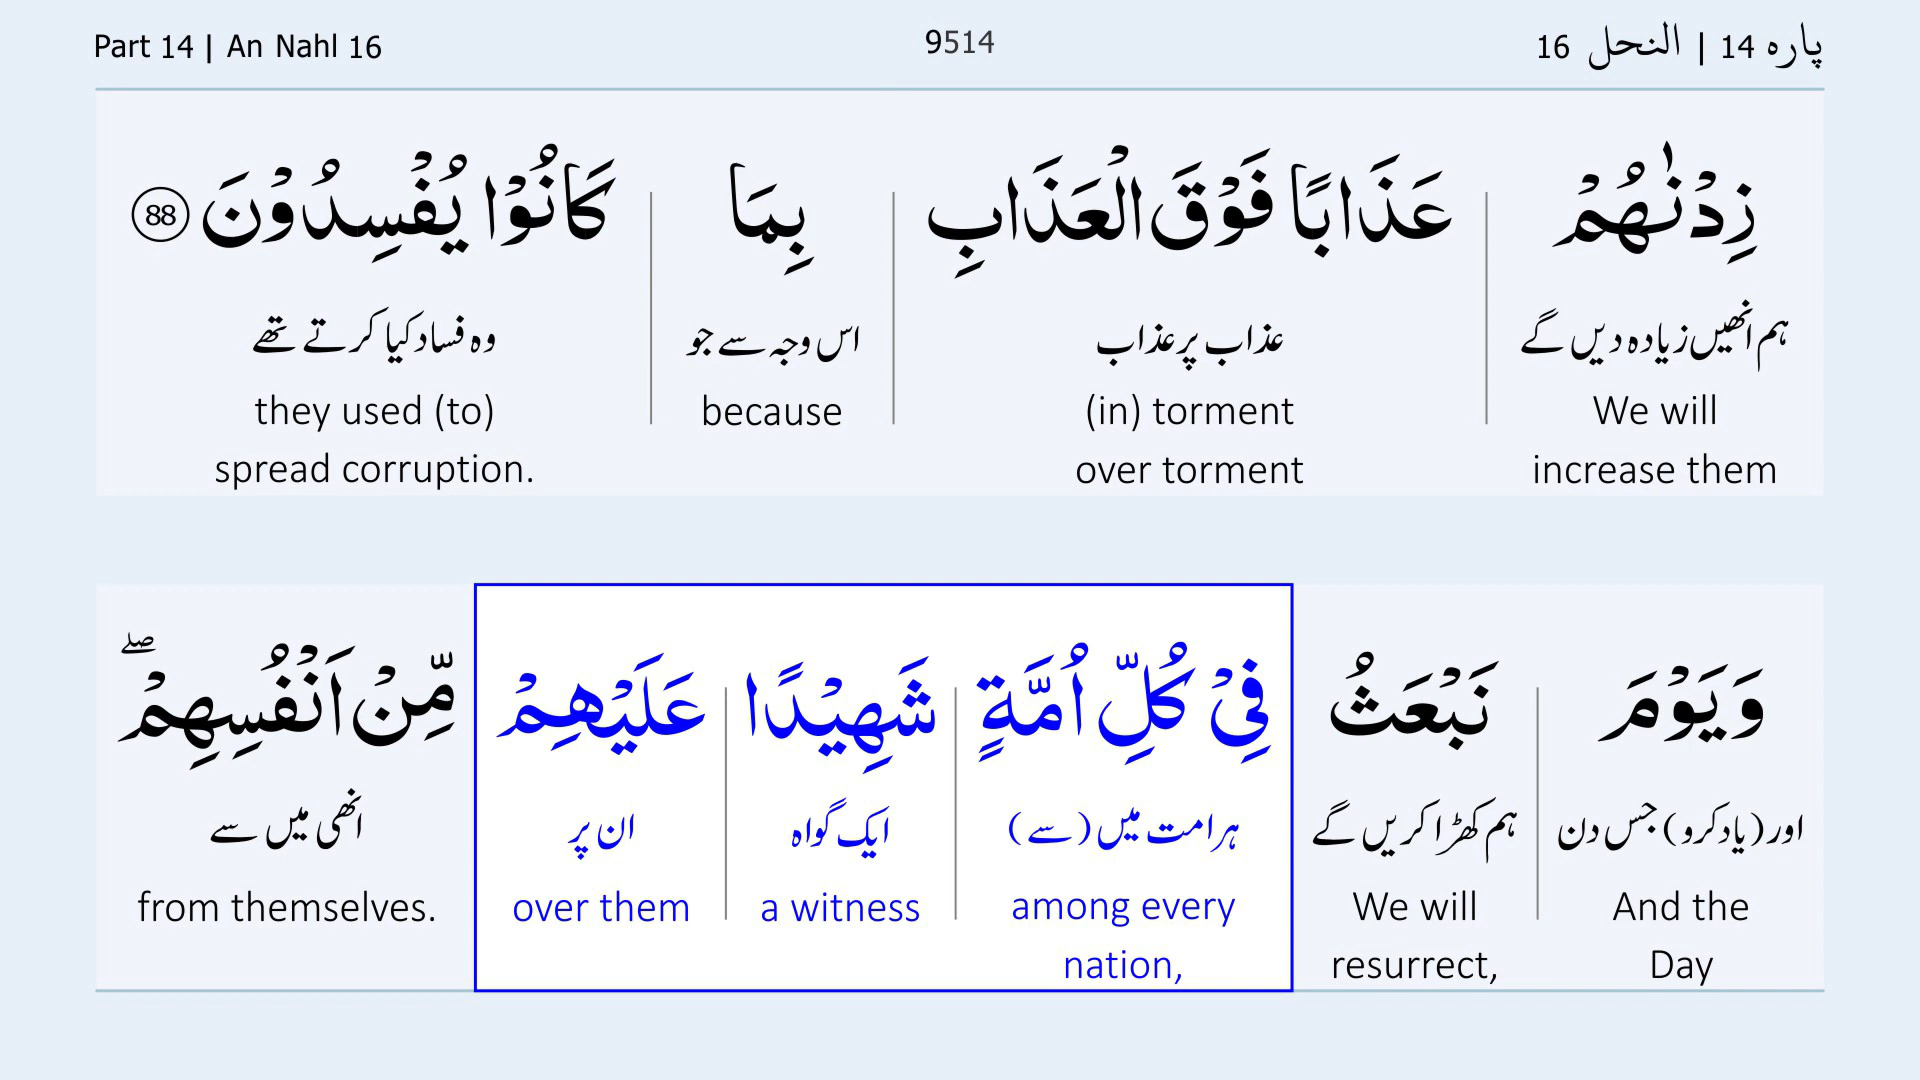 Part 14 | An Nahl 16
9514
پارہ 14 | النحل 16
زِدْنٰهُمْ عَذَابًا فَوْقَ الْعَذَابِ بِمَا كَانُوْا يُفْسِدُوْنَ 88
ہم انھیں زیادہ دیں گے عذاب پر عذاب اس وجہ سے جو وہ فساد کیا کرتے تھے
We will (in) torment because they used (to)
increase them over torment spread corruption.
وَيَوْمَ نَبْعَثُ فِيْ كُلِّ اُمَّةٍ شَهِيْدًا عَلَيْهِمْ مِّنْ اَنْفُسِهِمْ ۖ
اور (یاد کرو) جس دن ہم کھڑا کریں گے ہر امت میں (سے) ایک گواہ ان پر انھی میں سے
And the We will among every a witness over them from themselves.
Day resurrect, nation,